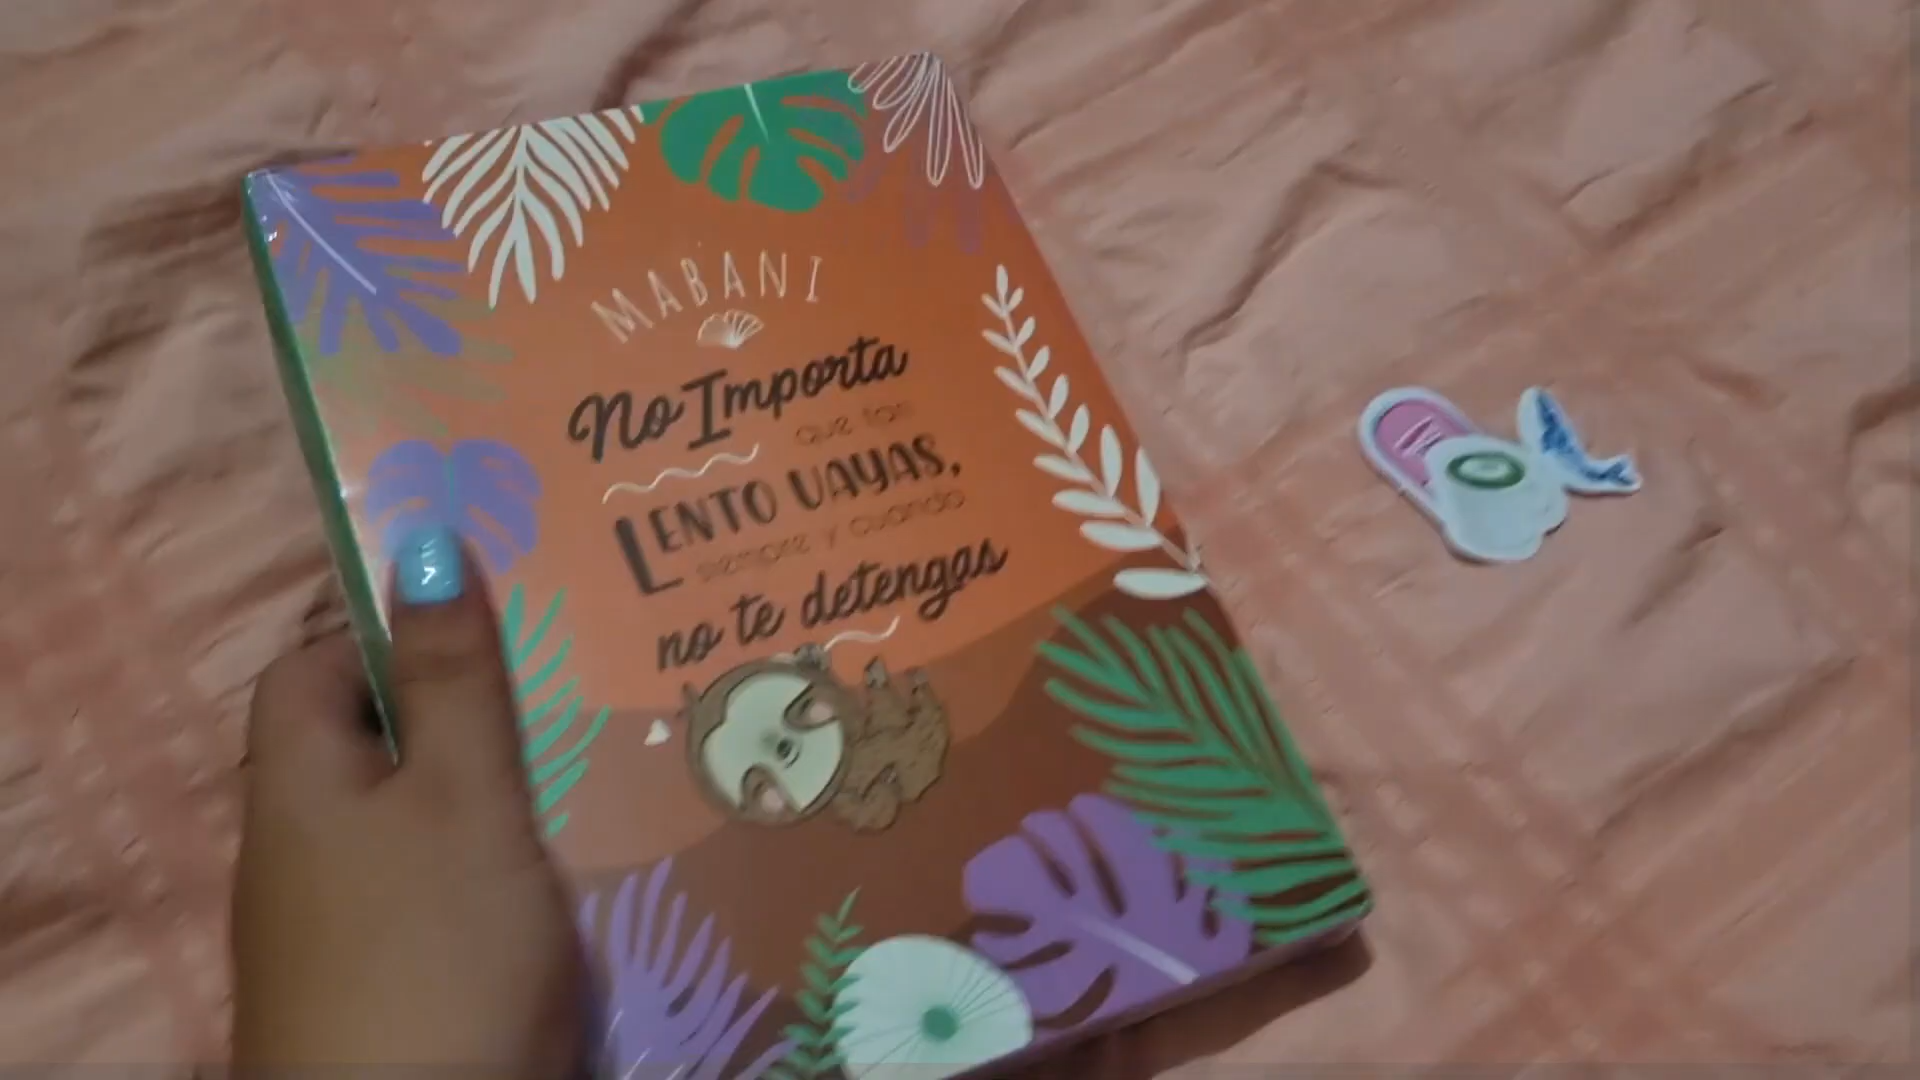 MABANI
No Importa
que tan
LENTO VAYAS,
siempre y cuando
no te detengas